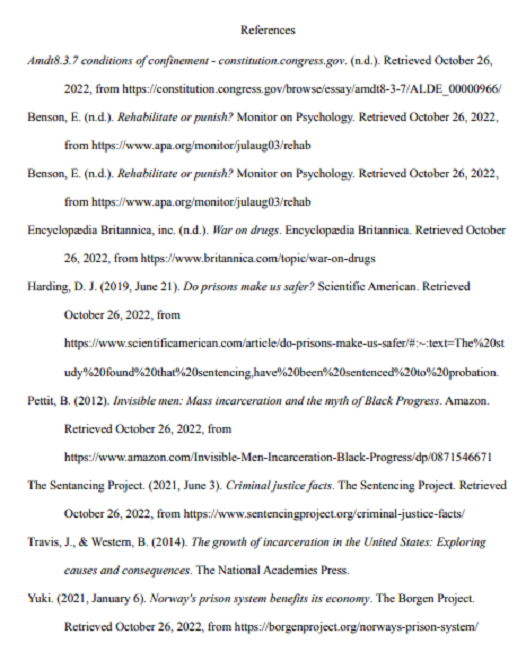 References
Amdt8.3.7 conditions of confinement - constitution.congress.gov. (n.d.). Retrieved October 26,
2022, from https://constitution.congress.gov/browse/essay/amdt8-3-7/ALDE_00000966/
Benson, E. (n.d.). Rehabilitate or punish? Monitor on Psychology. Retrieved October 26, 2022,
from https://www.apa.org/monitor/julaug03/rehab
Benson, E. (n.d.). Rehabilitate or punish? Monitor on Psychology. Retrieved October 26, 2022,
from https://www.apa.org/monitor/julaug03/rehab
Encyclopædia Britannica, inc. (n.d.). War on drugs. Encyclopædia Britannica. Retrieved October
26, 2022, from https://www.britannica.com/topic/war-on-drugs
Harding, D. J. (2019, June 21). Do prisons make us safer? Scientific American. Retrieved
October 26, 2022, from
https://www.scientificamerican.com/article/do-prisons-make-us-safer/#:~:text=The%20st
udy%20found%20that%20sentencing,have%20been%20sentenced%20to%20probation.
Pettit, B. (2012). Invisible men: Mass incarceration and the myth of Black Progress. Amazon.
Retrieved October 26, 2022, from
https://www.amazon.com/Invisible-Men-Incarceration-Black-Progress/dp/0871546671
The Sentancing Project. (2021, June 3). Criminal justice facts. The Sentencing Project. Retrieved
October 26, 2022, from https://www.sentencingproject.org/criminal-justice-facts/
Travis, J., & Western, B. (2014). The growth of incarceration in the United States: Exploring
causes and consequences. The National Academies Press.
Yuki. (2021, January 6). Norway's prison system benefits its economy. The Borgen Project.
Retrieved October 26, 2022, from https://borgenproject.org/norways-prison-system/